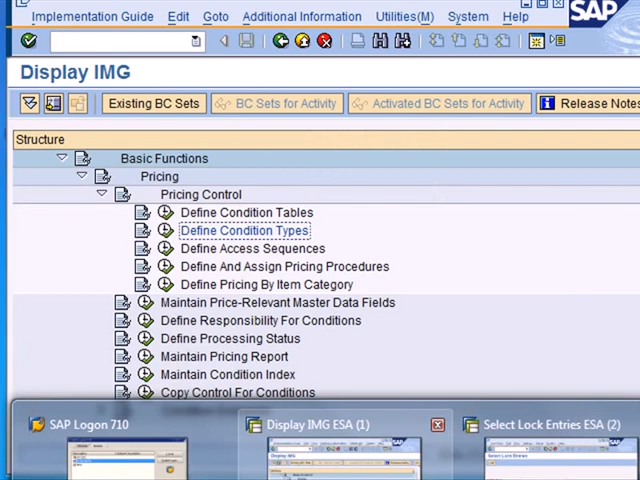 Implementation Guide Edit Goto Additional Information Utilities(M) System Help
SAP
Display IMG
Existing BC Sets BC Sets for Activity Activated BC Sets for Activity Release Notes
Structure
Basic Functions
Pricing
Pricing Control
Define Condition Tables
Define Condition Types
Define Access Sequences
Define And Assign Pricing Procedures
Define Pricing By Item Category
Maintain Price-Relevant Master Data Fields
Define Responsibility For Conditions
Define Processing Status
Maintain Pricing Report
Maintain Condition Index
Copy Control For Conditions
SAP Logon 710 Display IMG ESA (1) Select Lock Entries ESA (2)